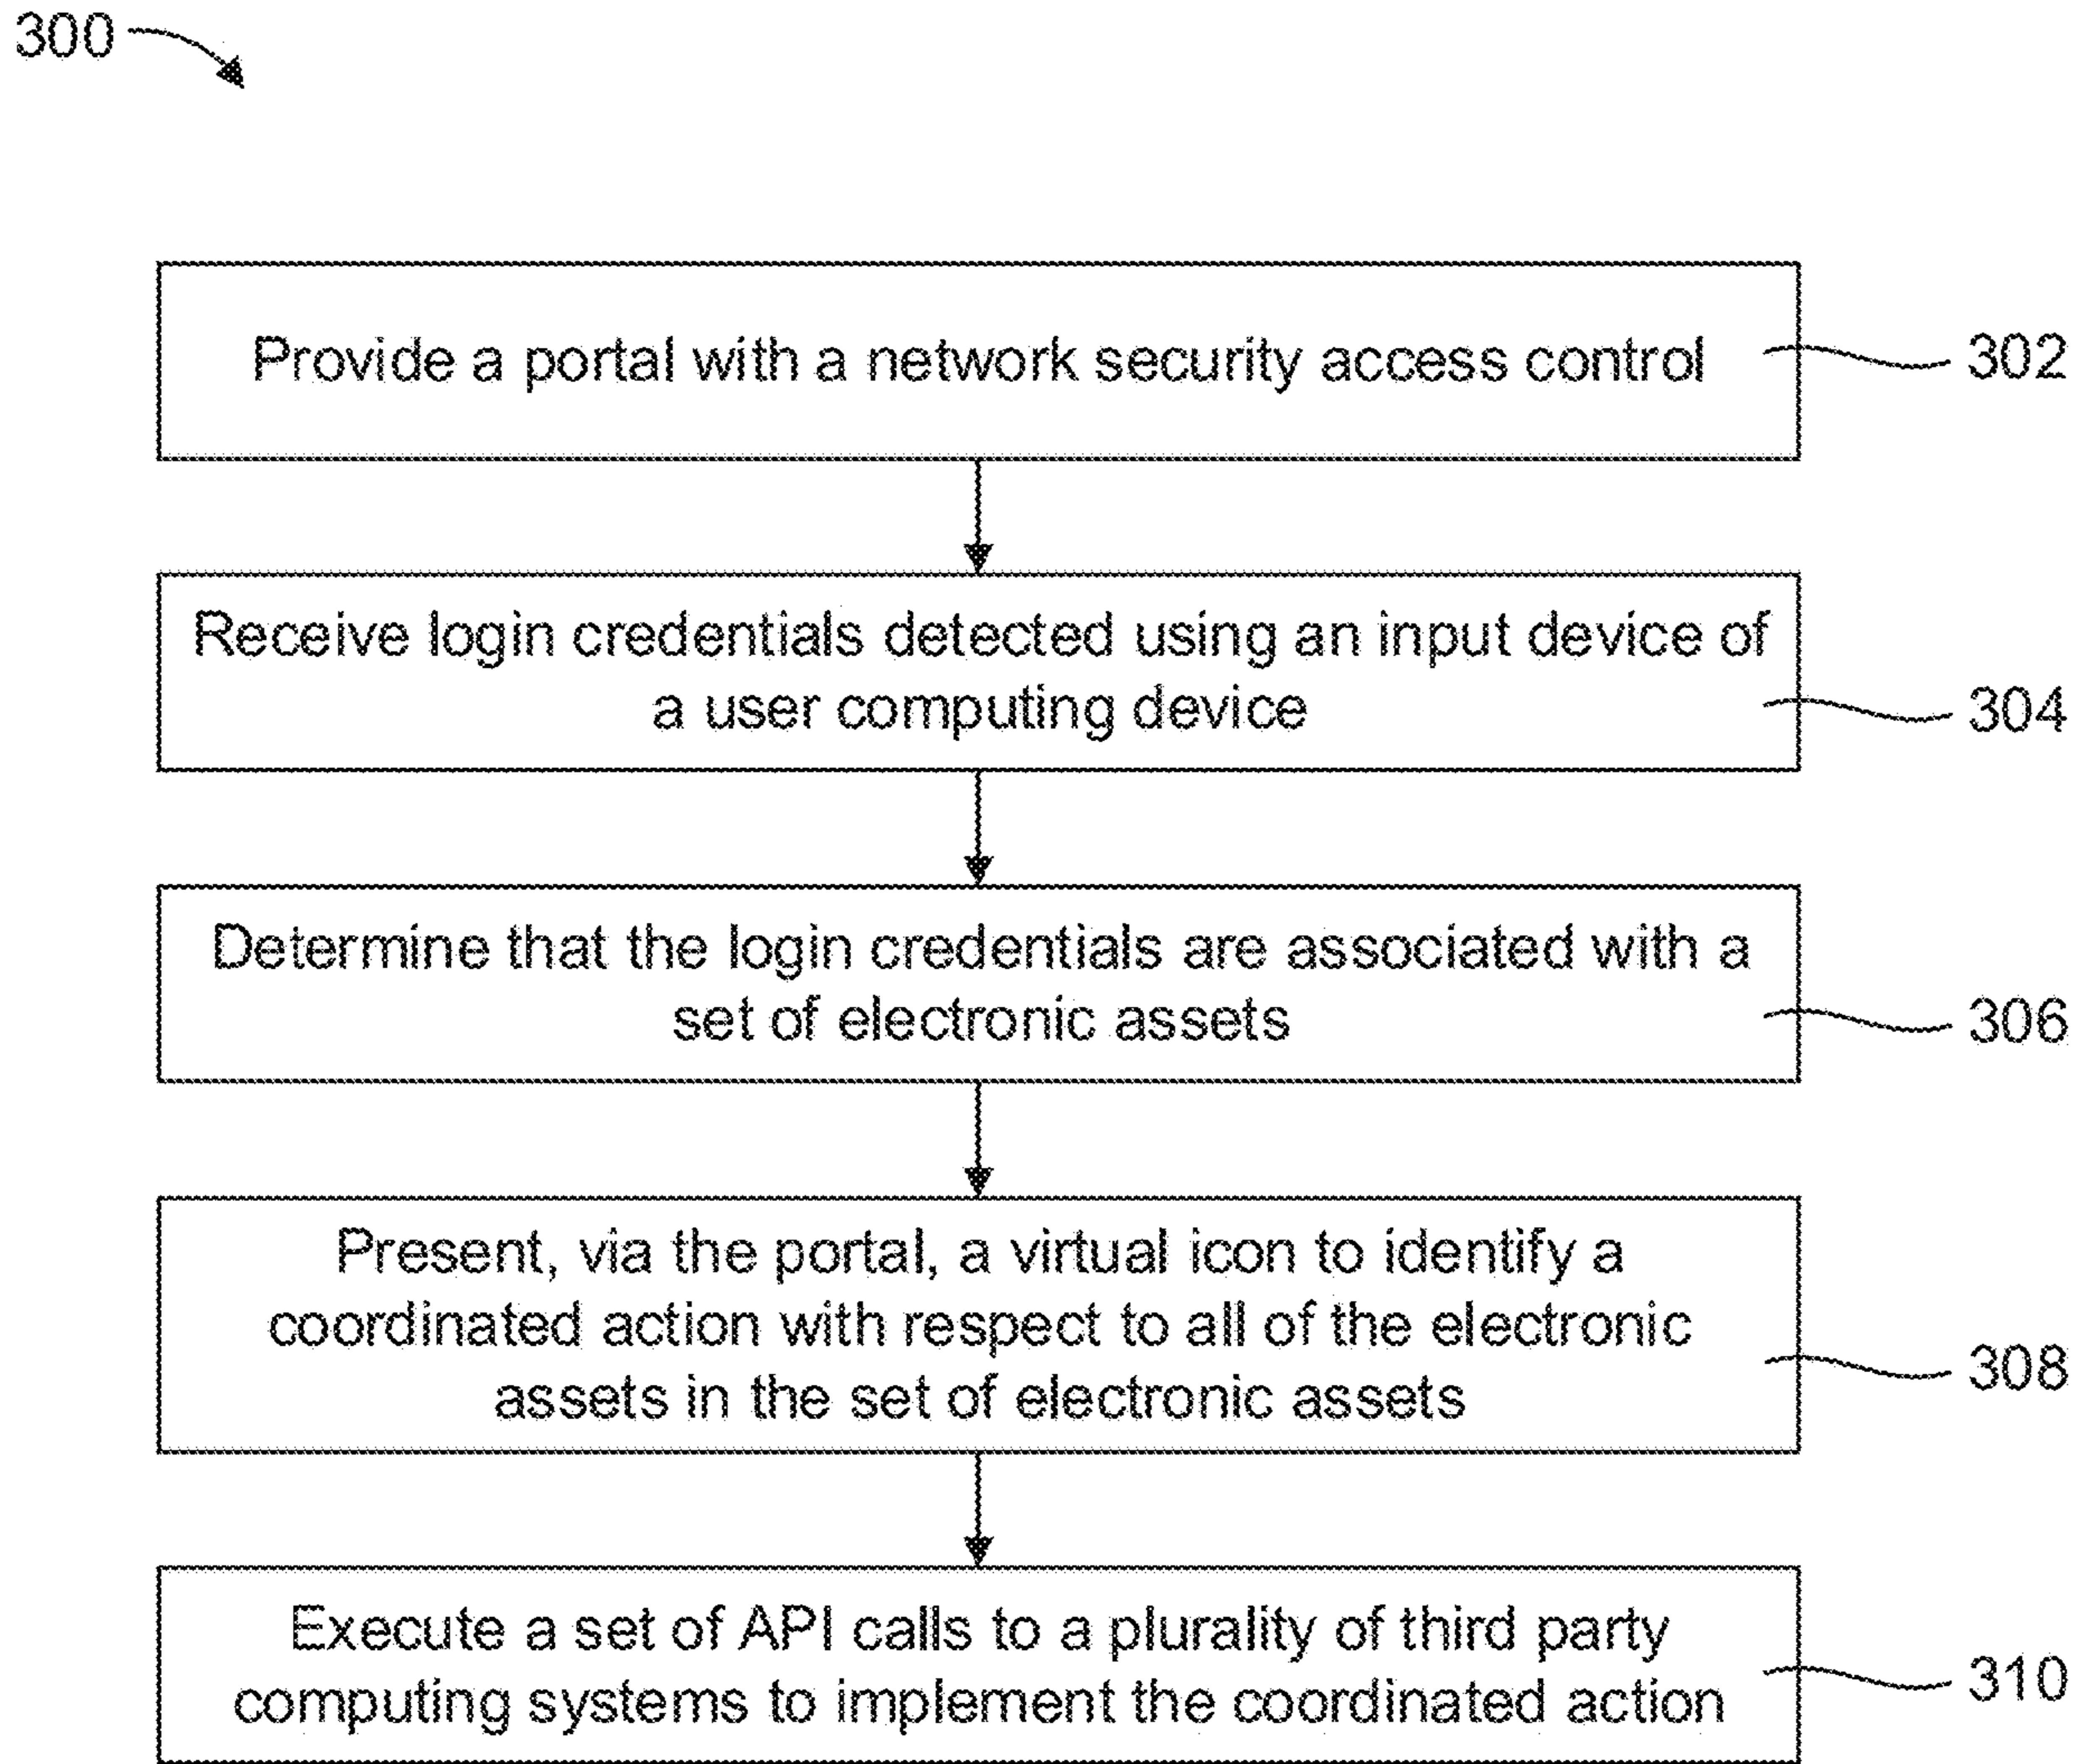 300
Provide a portal with a network security access control
302
Receive login credentials detected using an input device of
a user computing device
304
Determine that the login credentials are associated with a
set of electronic assets
306
Present, via the portal, a virtual icon to identify a
coordinated action with respect to all of the electronic
assets in the set of electronic assets
308
Execute a set of API calls to a plurality of third party
computing systems to implement the coordinated action
310